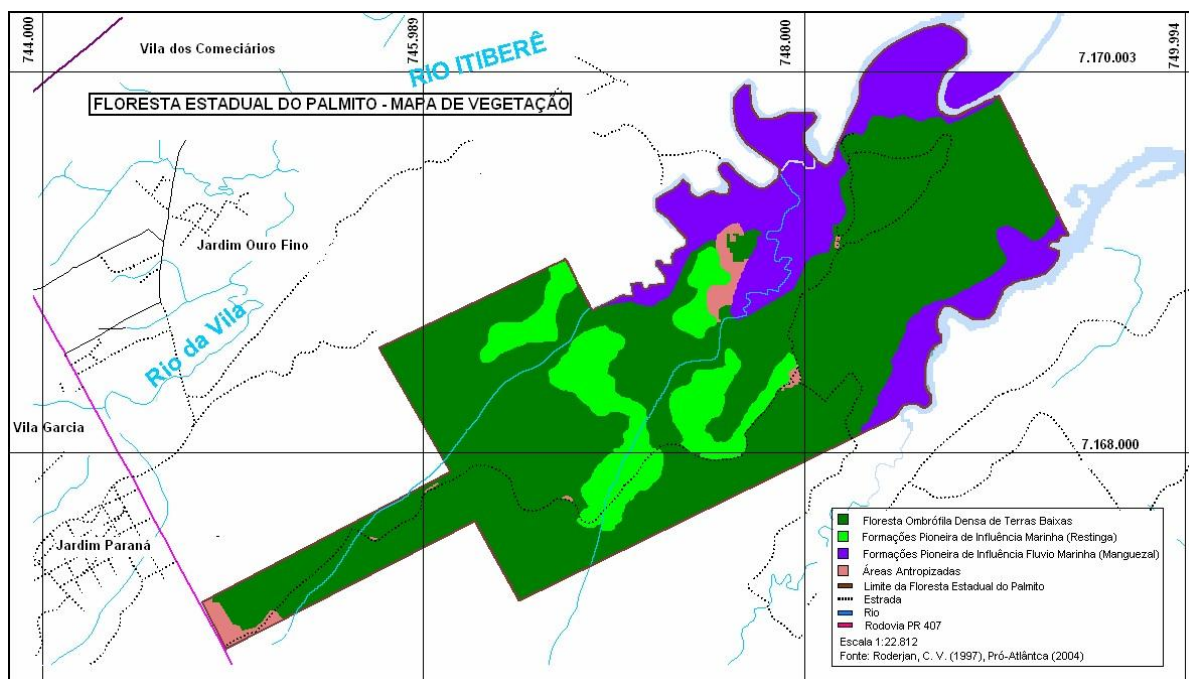 744.000
745.989
748.000
749.994
7.170.003
Vila dos Comeciários
RIO ITIBERÊ
FLORESTA ESTADUAL DO PALMITO - MAPA DE VEGETAÇÃO
Jardim Ouro Fino
Rio da Vila
Vila Garcia
7.168.000
Jardim Paraná
Floresta Ombrófila Densa de Terras Baixas
Formações Pioneira de Influência Marinha (Restinga)
Formações Pioneira de Influência Fluvio Marinha (Manguezal)
Áreas Antropizadas
Limite da Floresta Estadual do Palmito
Estrada
Rio
Rodovia PR 407
Escala 1:22.812
Fonte: Roderjan, C. V. (1997), Pró-Atlântca (2004)